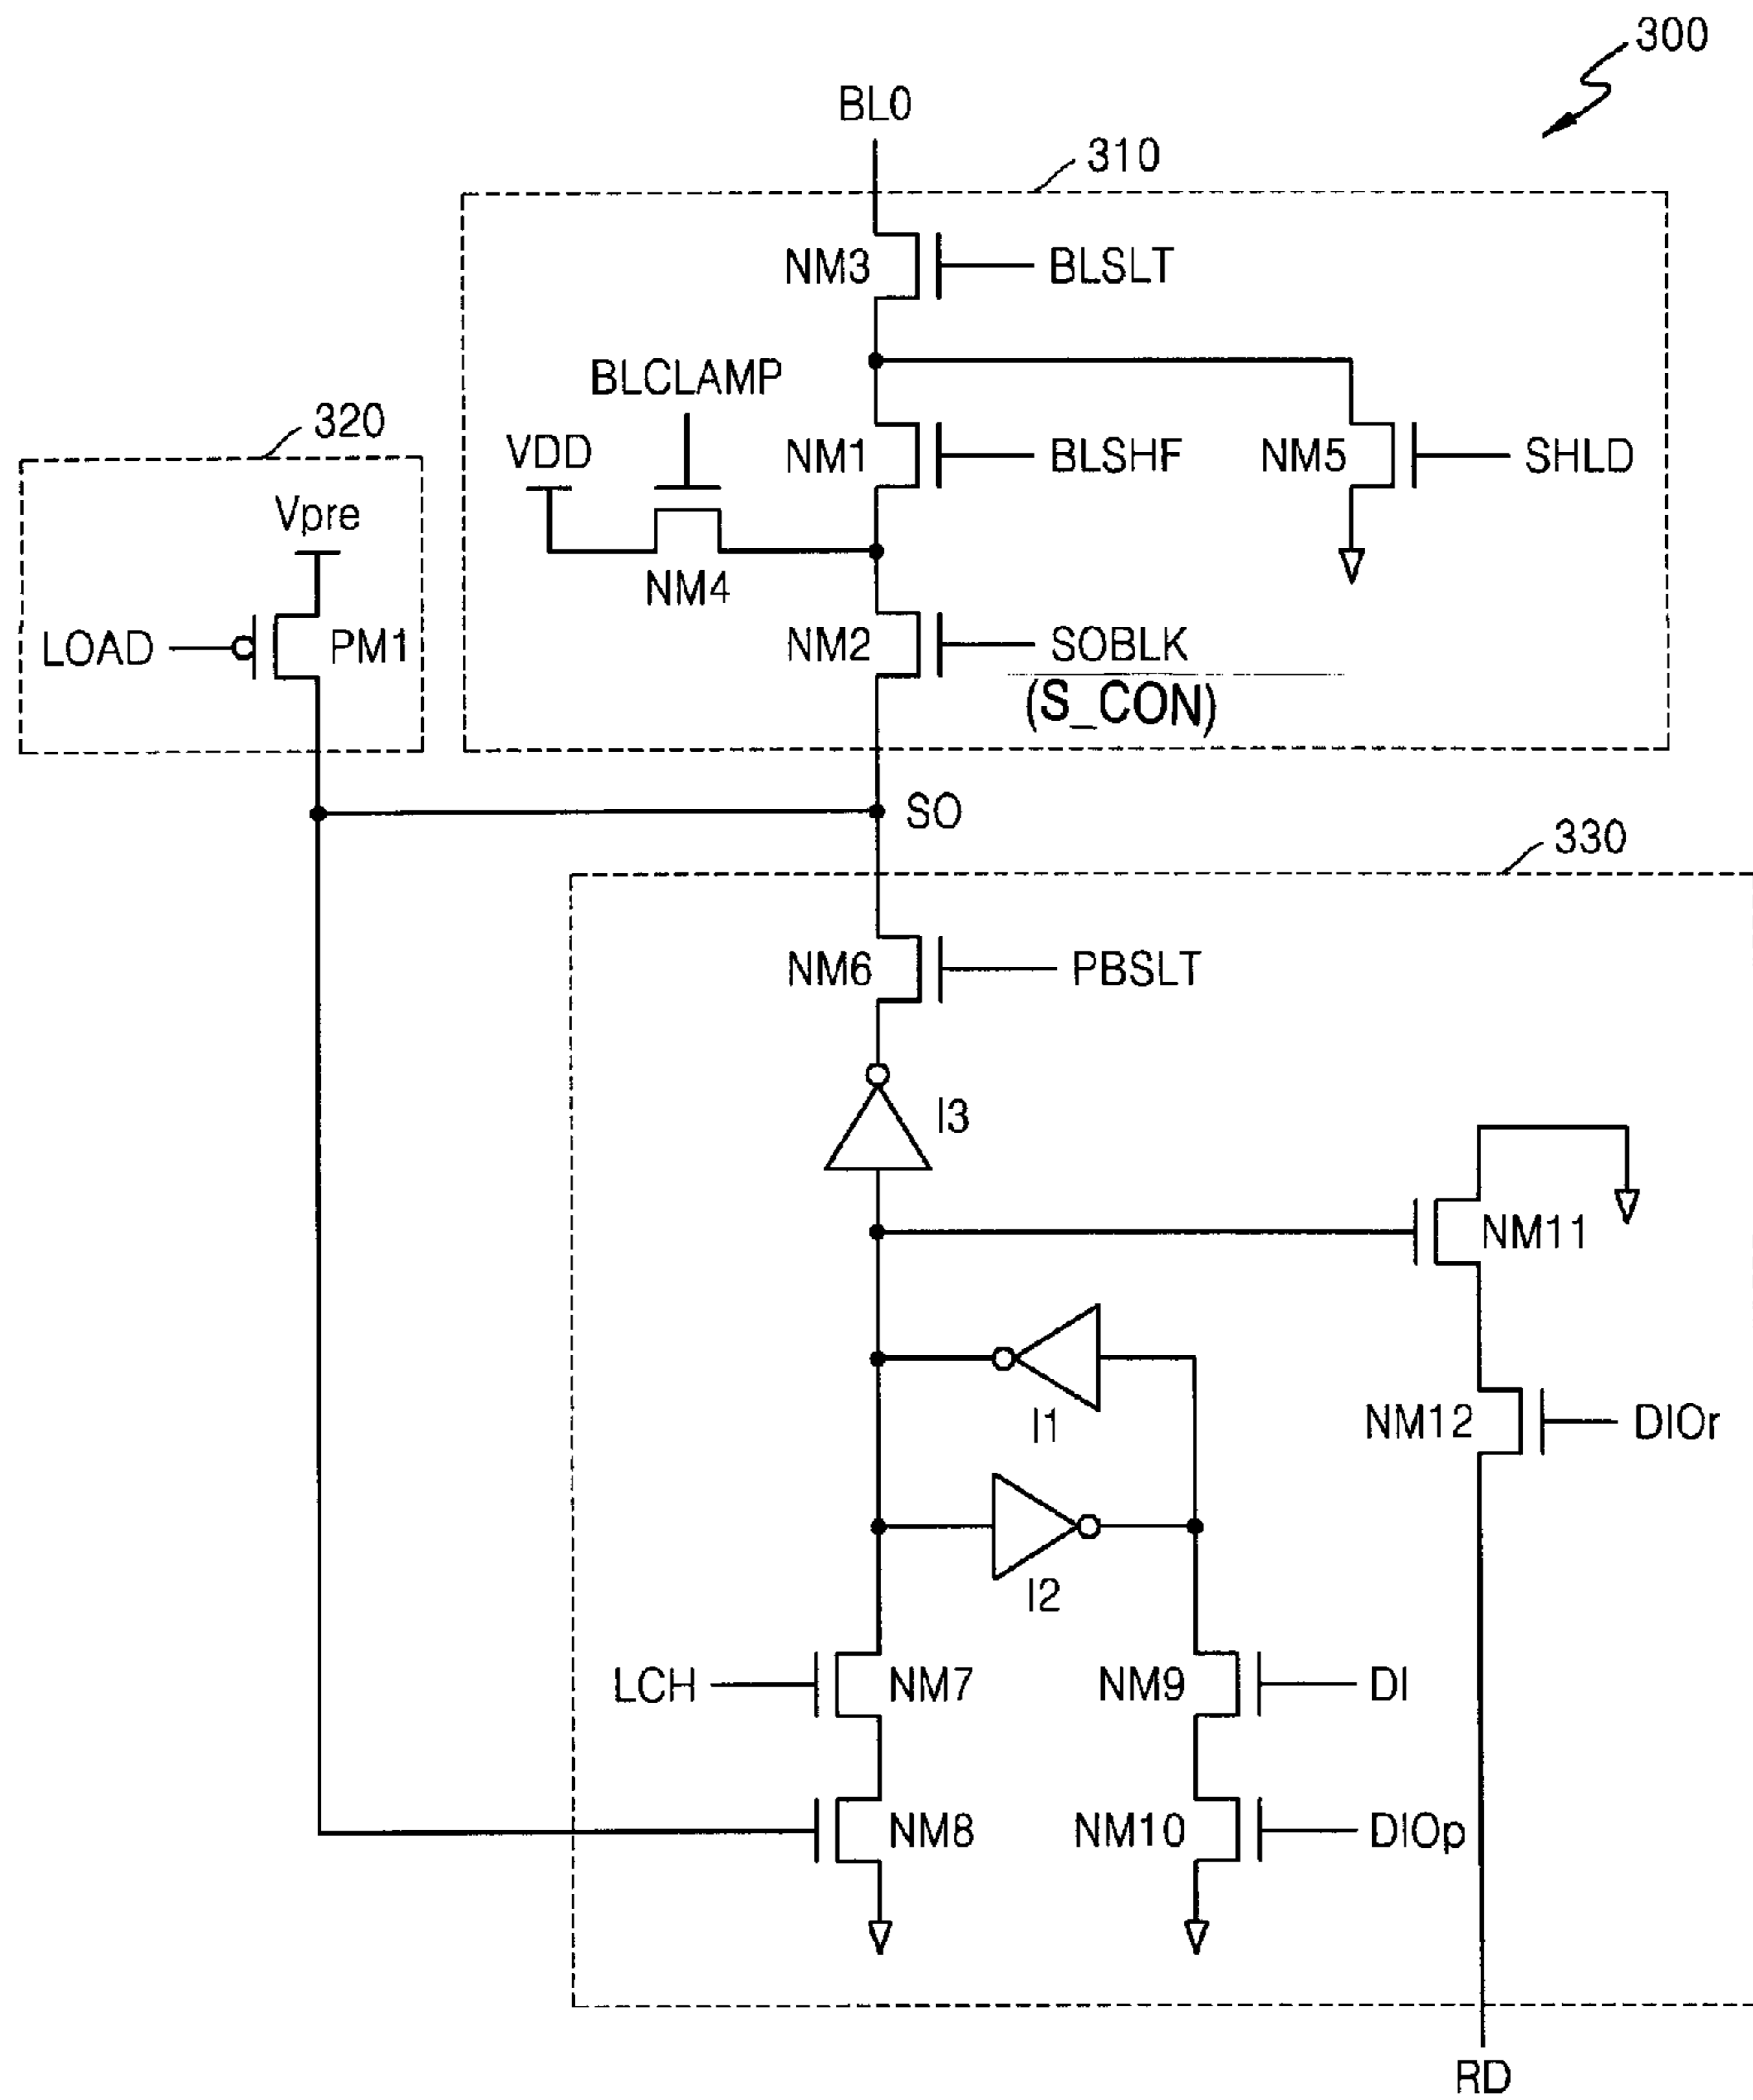 300
BL0
310
NM3
BLSLT
BLCLAMP
320
VDD
NM1
BLSHF
NM5
SHLD
Vpre
NM4
LOAD
PM1
NM2
SOBLK
(S_CON)
SO
330
NM6
PBSLT
I3
NM11
I1
NM12
DIOr
I2
LCH
NM7
NM9
DI
NM8
NM10
DIOp
RD